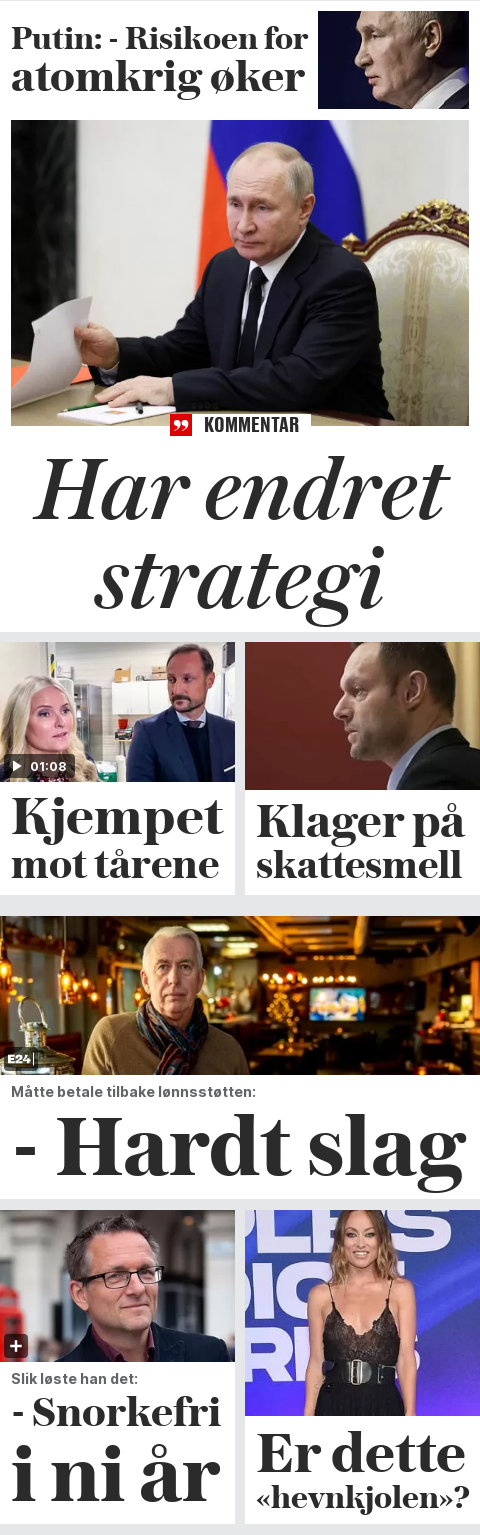 Putin: - Risikoen for
atomkrig øker
KOMMENTAR
Har endret
strategi
01:08
Kjempet
mot tårene
Klager på
skattesmell
E24
Måtte betale tilbake lønnsstøtten:
- Hardt slag
Slik løste han det:
- Snorkefri
i ni år
Er dette
«hevnkjolen»?